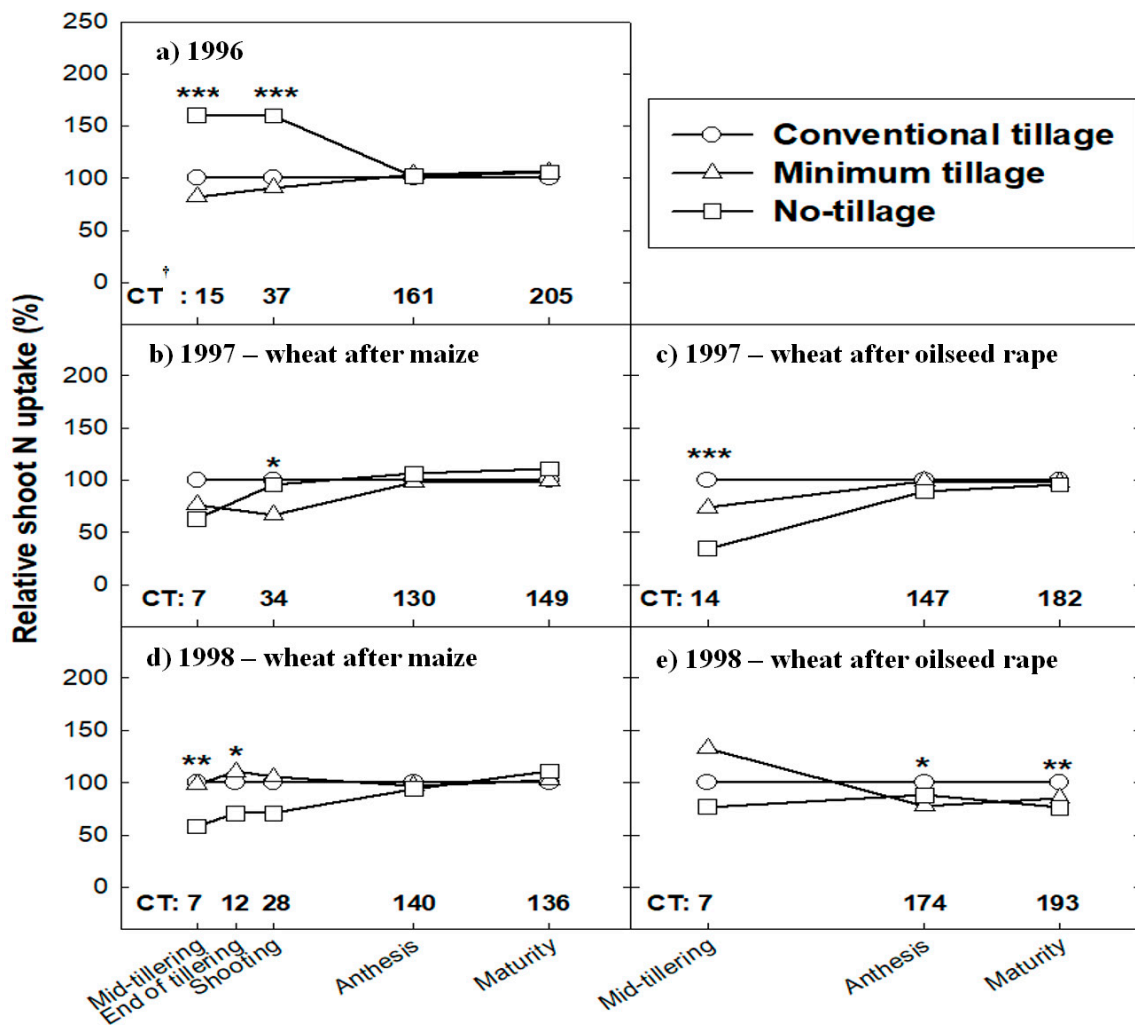 Relative shoot N uptake (%)
250
200
150
100
50
0
a) 1996
*** ***
CT† : 15 37 161 205
Conventional tillage
Minimum tillage
No-tillage
200
150
100
50
0
b) 1997 – wheat after maize
*
CT: 7 34 130 149
c) 1997 – wheat after oilseed rape
***
CT: 14 147 182
200
150
100
50
0
d) 1998 – wheat after maize
** *
CT: 7 12 28 140 136
e) 1998 – wheat after oilseed rape
* **
CT: 7 174 193
Mid-tillering
End of tillering
Shooting
Anthesis
Maturity
Mid-tillering
Anthesis
Maturity